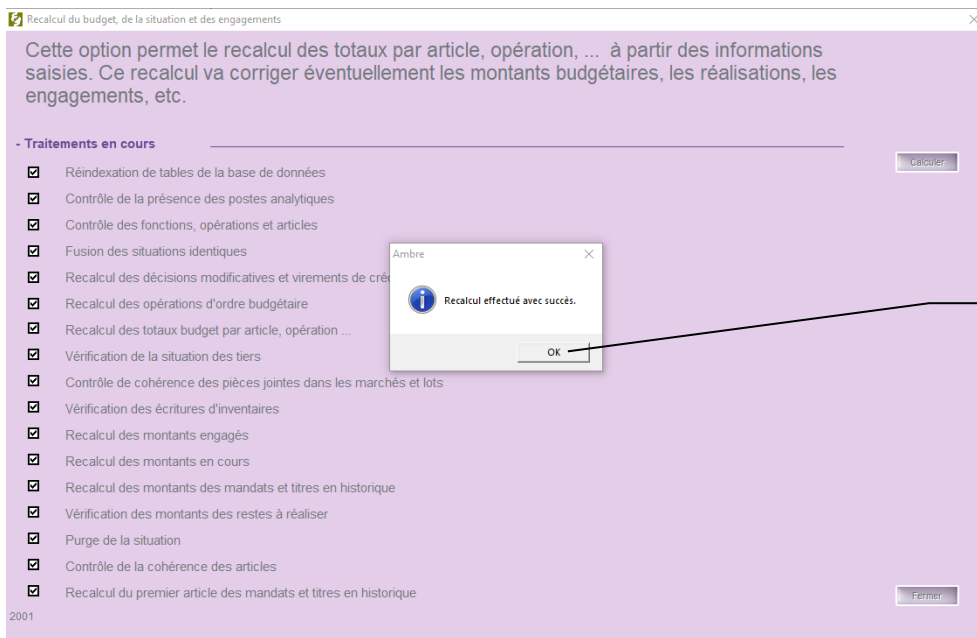 Recalcul du budget, de la situation et des engagements
Cette option permet le recalcul des totaux par article, opération, ... à partir des informations
saisies. Ce recalcul va corriger éventuellement les montants budgétaires, les réalisations, les
engagements, etc.
- Traitements en cours
Calculer
Réindexation de tables de la base de données
Contrôle de la présence des postes analytiques
Contrôle des fonctions, opérations et articles
Fusion des situations identiques
Ambre
Recalcul des décisions modificatives et virements de cré
Recalcul effectué avec succès.
Recalcul des opérations d'ordre budgétaire
Recalcul des totaux budget par article, opération ...
OK
Vérification de la situation des tiers
Contrôle de cohérence des pièces jointes dans les marchés et lots
Vérification des écritures d'inventaires
Recalcul des montants engagés
Recalcul des montants en cours
Recalcul des montants des mandats et titres en historique
Vérification des montants des restes à réaliser
Purge de la situation
Contrôle de la cohérence des articles
Recalcul du premier article des mandats et titres en historique
Fermer
2001